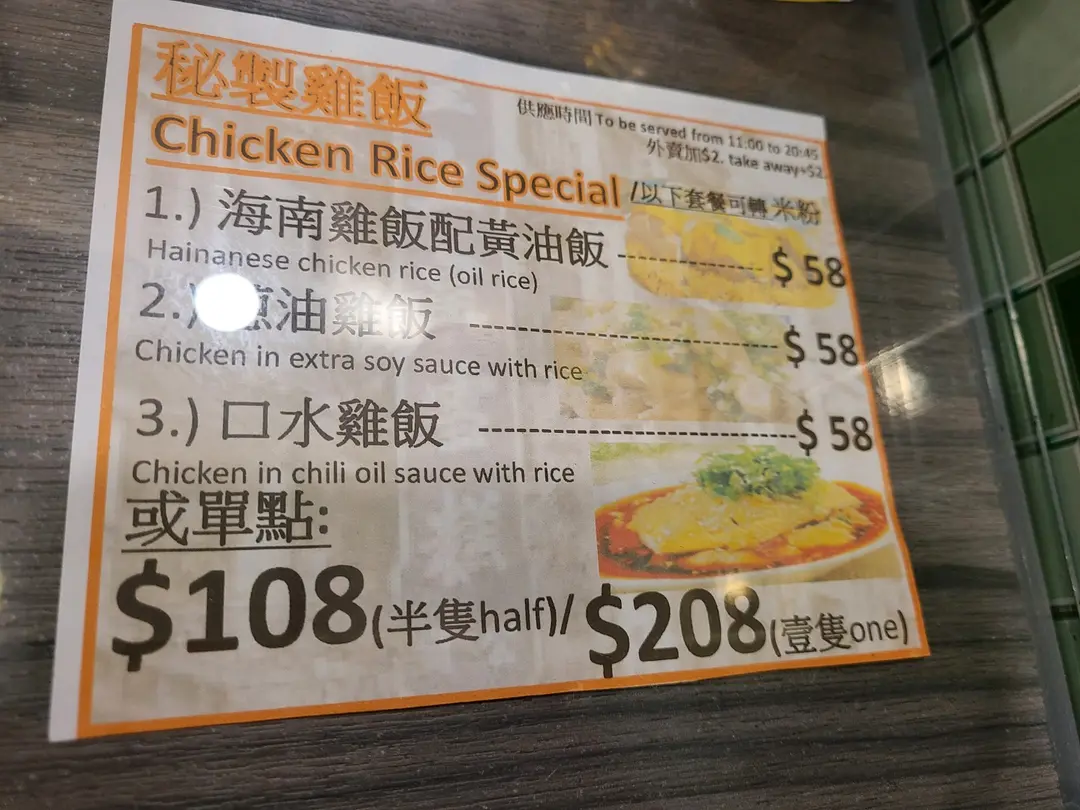 秘製雞飯
供應時間 To be served from 11:00 to 20:45
外賣加$2. take away+$2
Chicken Rice Special /以下套餐可轉 米粉
1.) 海南雞飯配黃油飯 -------------- $ 58
Hainanese chicken rice (oil rice)
2.)蔥油雞飯 ------------------------------ $ 58
Chicken in extra soy sauce with rice
3.) 口水雞飯 ------------------------------ $ 58
Chicken in chili oil sauce with rice
或單點:
$108(半隻half)/ $208(壹隻one)